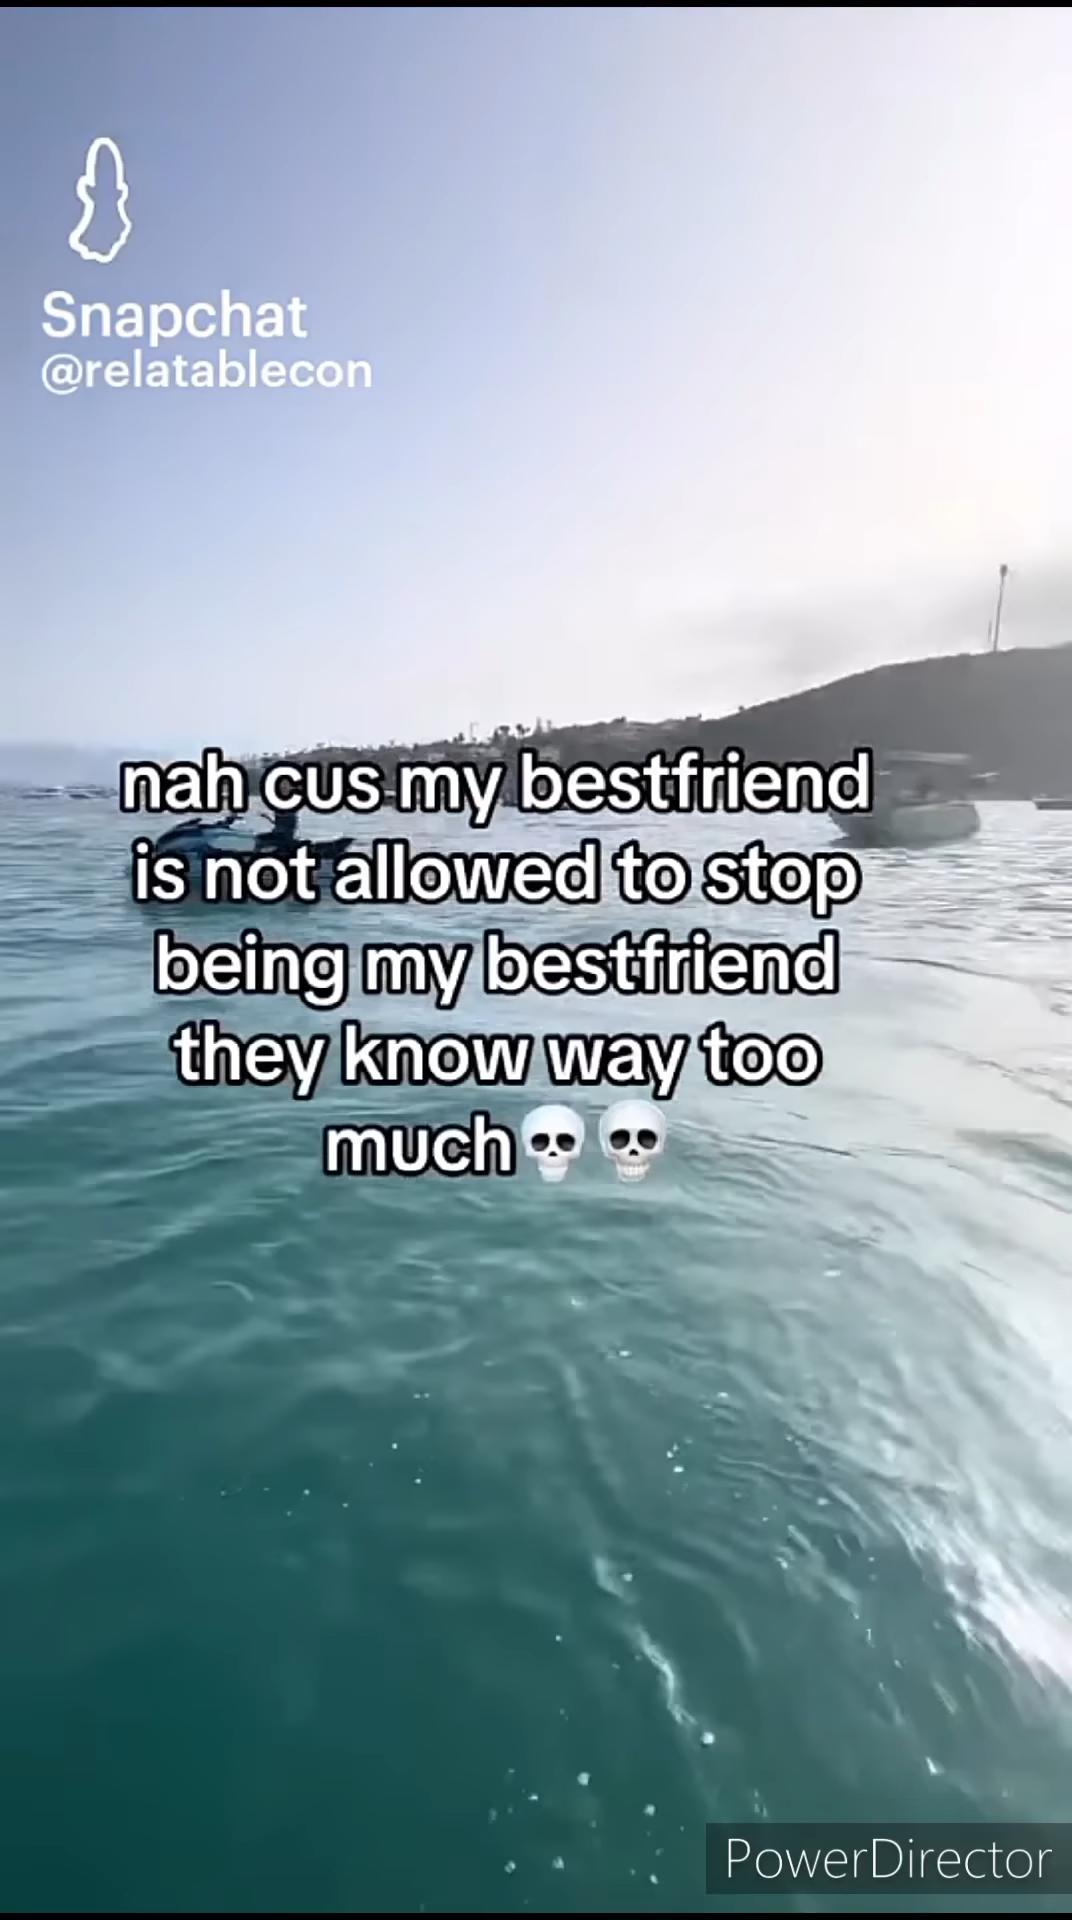 Snapchat
@relatablecon
nah cus my bestfriend
is not allowed to stop
being my bestfriend
they know way too
much💀💀
PowerDirector